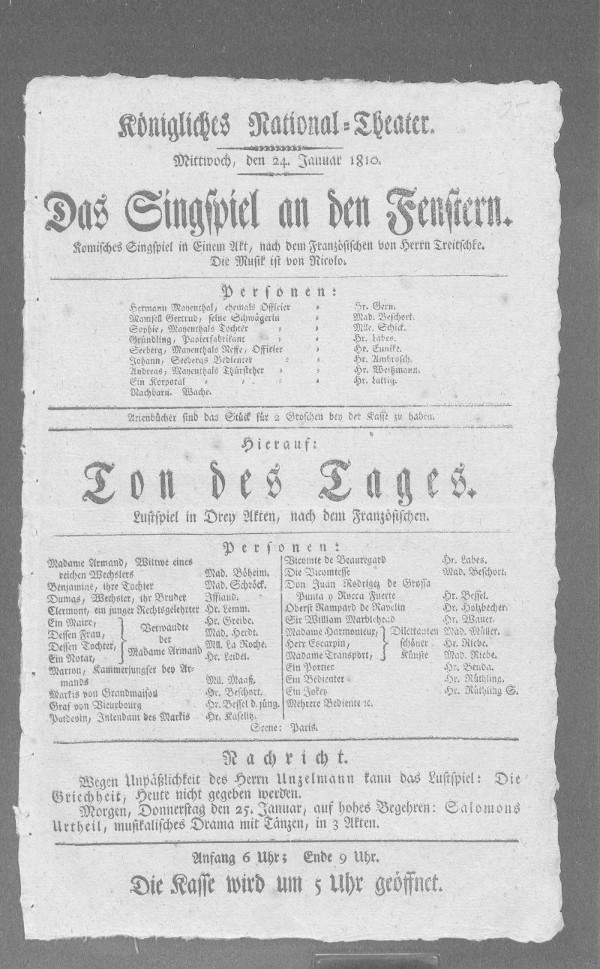 25
Königliches National-Theater.
Mittwoch, den 24. Januar 1810.
Das Singspiel an den Fenstern.
Komisches Singspiel in Einem Akt, nach dem Französischen von Herrn Treitschke.
Die Musik ist von Nicolo.
Personen:
Hermann Mayenthal, ehemals Officier = Hr. Gern.
Mamsell Gertrud, seine Schwägerin = Mad. Beschort.
Sophie, Mayenthals Tochter = = Mlle. Schick.
Gründling, Papierfabrikant = = Hr. Labes.
Seeberg, Mayenthals Neffe, Officier = Hr. Eunike.
Johann, Seebergs Bedienter = = Hr. Ambrosch.
Andreas, Mayenthals Thürsteher = = Hr. Weitzmann.
Ein Korporal = = = = Hr. Lattig.
Nachbarn. Wache.
Arienbücher sind das Stück für 2 Groschen bey der Kasse zu haben.
Hierauf:
Ton des Tages.
Lustspiel in Drey Akten, nach dem Französischen.
Personen:
Madame Armand, Wittwe eines
reichen Wechslers Mad. Böheim.
Benjamine, ihre Tochter Mad. Schröck.
Dumas, Wechsler, ihr Bruder Iffland.
Clermont, ein junger Rechtsgelehrter Hr. Lemm.
Ein Maire, Hr. Greibe.
Dessen Frau, Mad. Herdt.
Dessen Tochter, Mll. La Roche.
Ein Notar, Hr. Leidel.
Verwandte
der
Madame Armand
Marton, Kammerjungfer bey Ar-
mands Mll. Maaß.
Markis von Grandmaison Hr. Beschort.
Graf von Vieurbourg Hr. Bessel d. jüng.
Potdevin, Intendant des Markis Hr. Kaselitz.
Vicomte de Beauregard Hr. Labes.
Die Vicomtesse Mad. Beschort.
Don Juan Rodrigez de Grossa
Punta y Rocca Fuerte Hr. Bessel.
Oberst Rampard de Ravelin Hr. Holzbecher.
Sir William Marblehead Hr. Wauer.
Madame Harmonieux, Mad. Müller.
Herr Escarpin, Hr. Riebe.
Madame Transport, Mad. Riebe.
Dilettanten
schöner
Künste
Ein Portier Hr. Benda.
Ein Bedienter Hr. Rüthling.
Ein Jokey Hr. Rüthling S.
Mehrere Bediente ꝛc.
Scene: Paris.
Nachricht.
Wegen Unpäßlichkeit des Herrn Unzelmann kann das Lustspiel: Die
Griechheit, Heute nicht gegeben werden.
Morgen, Donnerstag den 25. Januar, auf hohes Begehren: Salomons
Urtheil, musikalisches Drama mit Tänzen, in 3 Akten.
Anfang 6 Uhr; Ende 9 Uhr.
Die Kasse wird um 5 Uhr geöffnet.